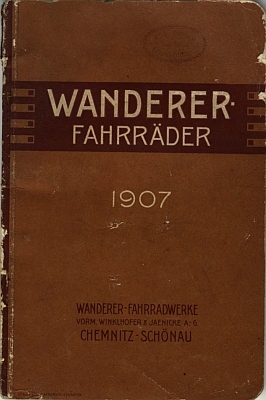 WANDERER-
FAHRRÄDER
1907
WANDERER-FAHRRADWERKE
VORM. WINKLHOFER & JAENICKE A.-G.
CHEMNITZ-SCHÖNAU